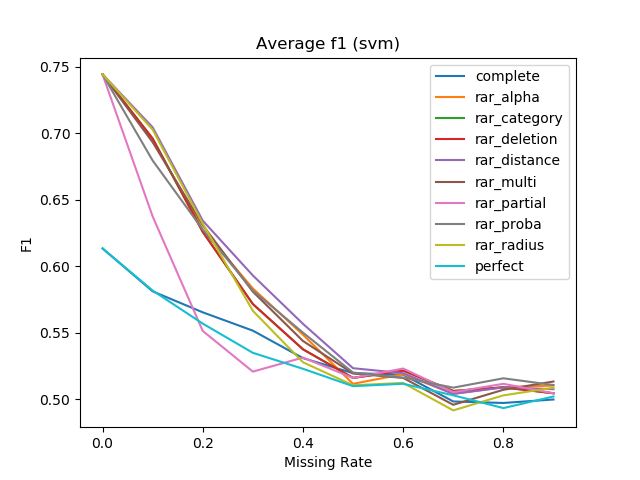 Average f1 (svm)
F1
0.75
0.70
0.65
0.60
0.55
0.50
complete
rar_alpha
rar_category
rar_deletion
rar_distance
rar_multi
rar_partial
rar_proba
rar_radius
perfect
0.0 0.2 0.4 0.6 0.8
Missing Rate